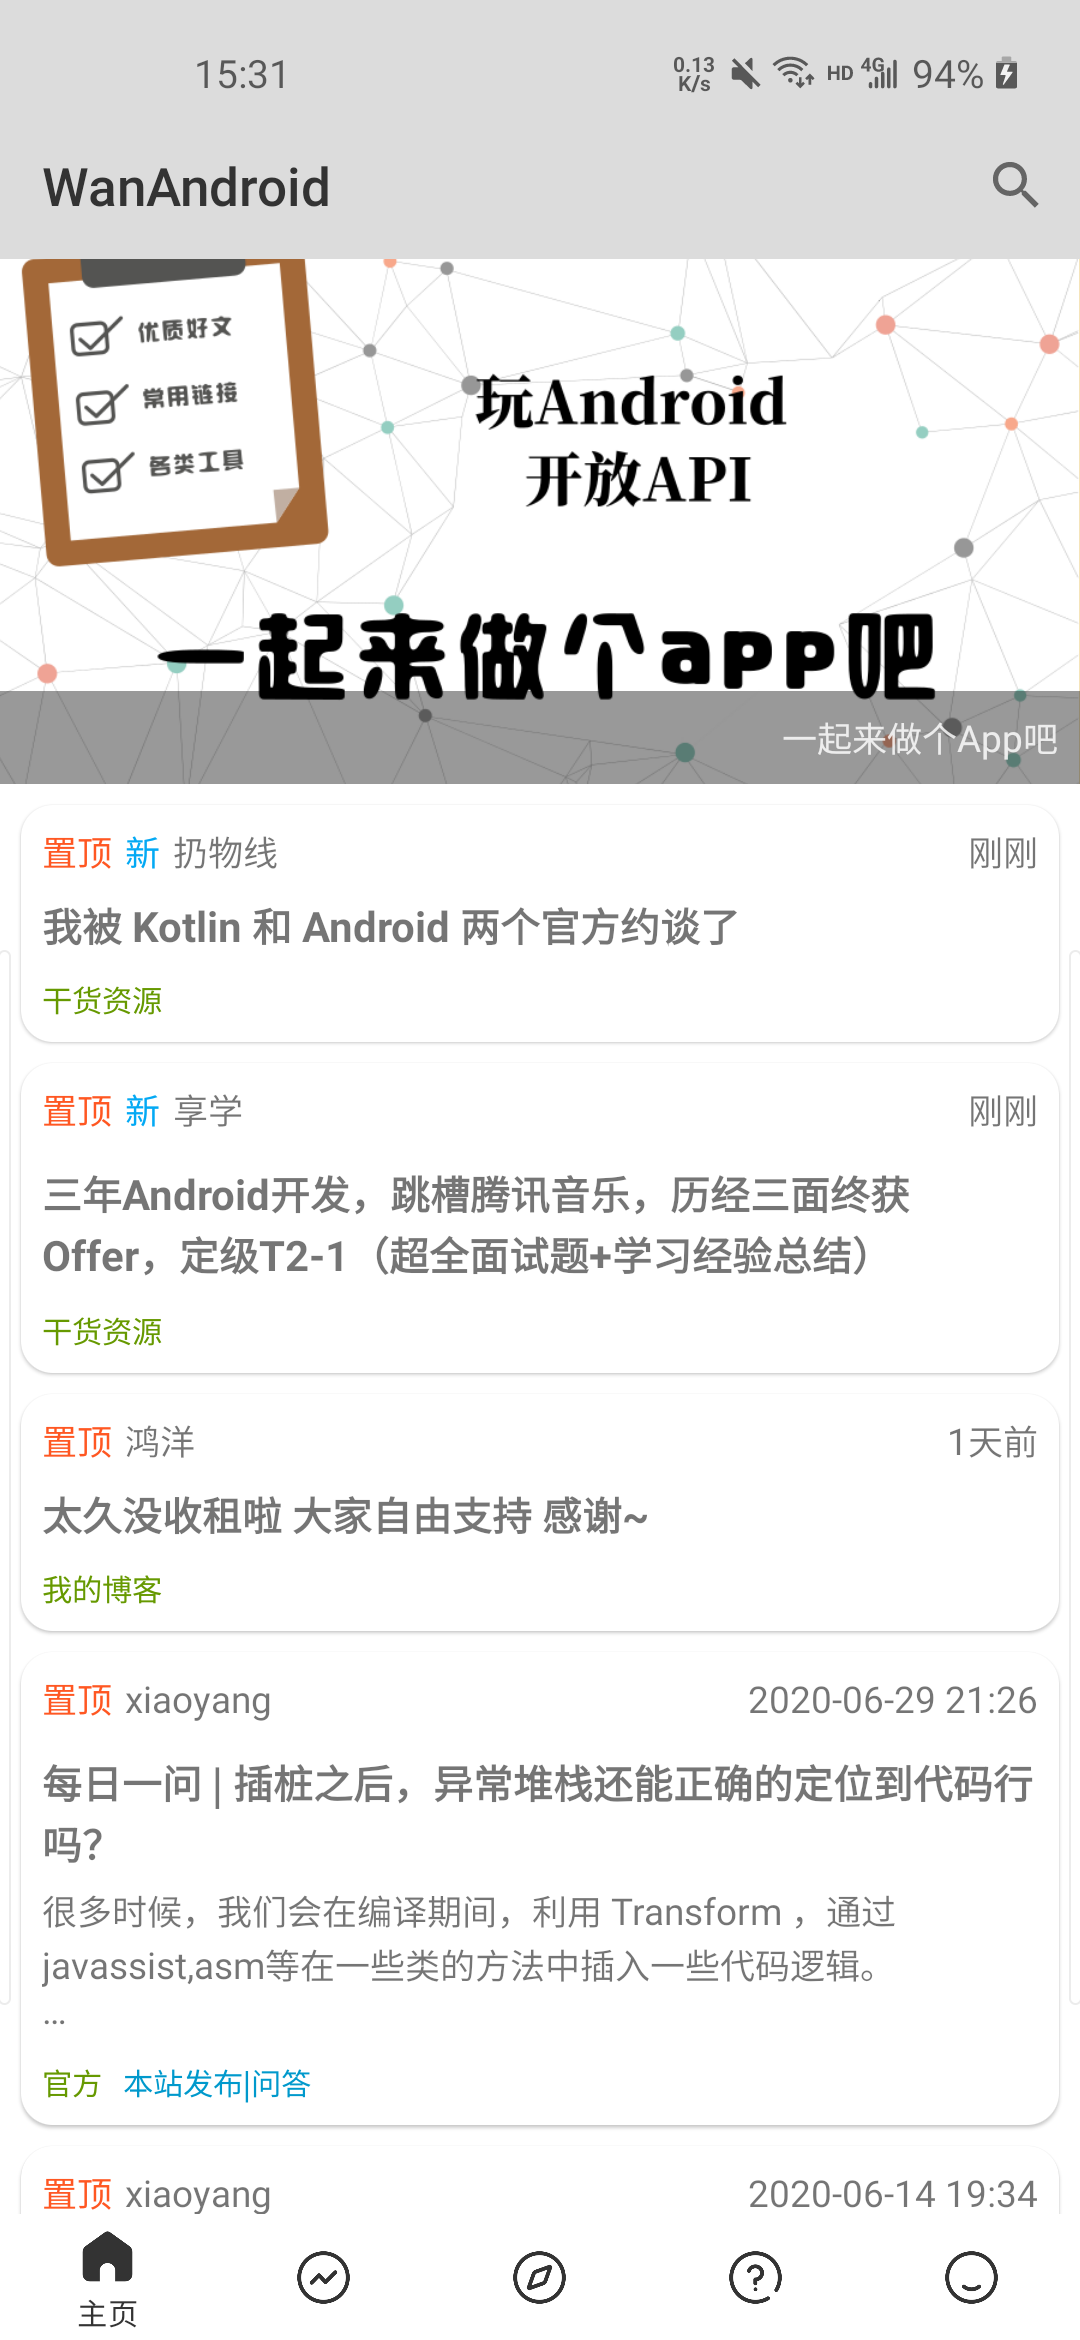 15:31
0.13
K/s
HD
4G
94%
WanAndroid
优质好文
常用链接
各类工具
玩Android
开放API
一起来做个app吧
一起来做个App吧
置顶 新 扔物线 刚刚
我被 Kotlin 和 Android 两个官方约谈了
干货资源
置顶 新 享学 刚刚
三年Android开发，跳槽腾讯音乐，历经三面终获
Offer，定级T2-1（超全面试题+学习经验总结）
干货资源
置顶 鸿洋 1天前
太久没收租啦 大家自由支持 感谢~
我的博客
置顶 xiaoyang 2020-06-29 21:26
每日一问 | 插桩之后，异常堆栈还能正确的定位到代码行
吗？
很多时候，我们会在编译期间，利用 Transform ，通过
javassist,asm等在一些类的方法中插入一些代码逻辑。
...
官方 本站发布|问答
置顶 xiaoyang 2020-06-14 19:34
主页